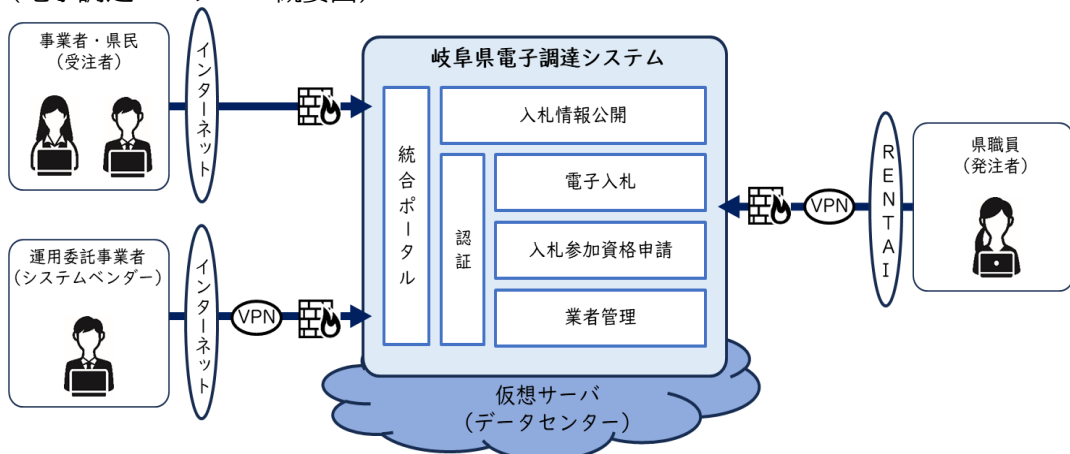 事業者・県民
(受注者)
インターネット
岐阜県電子調達システム
統合ポータル
入札情報公開
認証
電子入札
入札参加資格申請
業者管理
RENTAI
VPN
県職員
(発注者)
運用委託事業者
(システムベンダー)
インターネット
VPN
仮想サーバ
(データセンター)